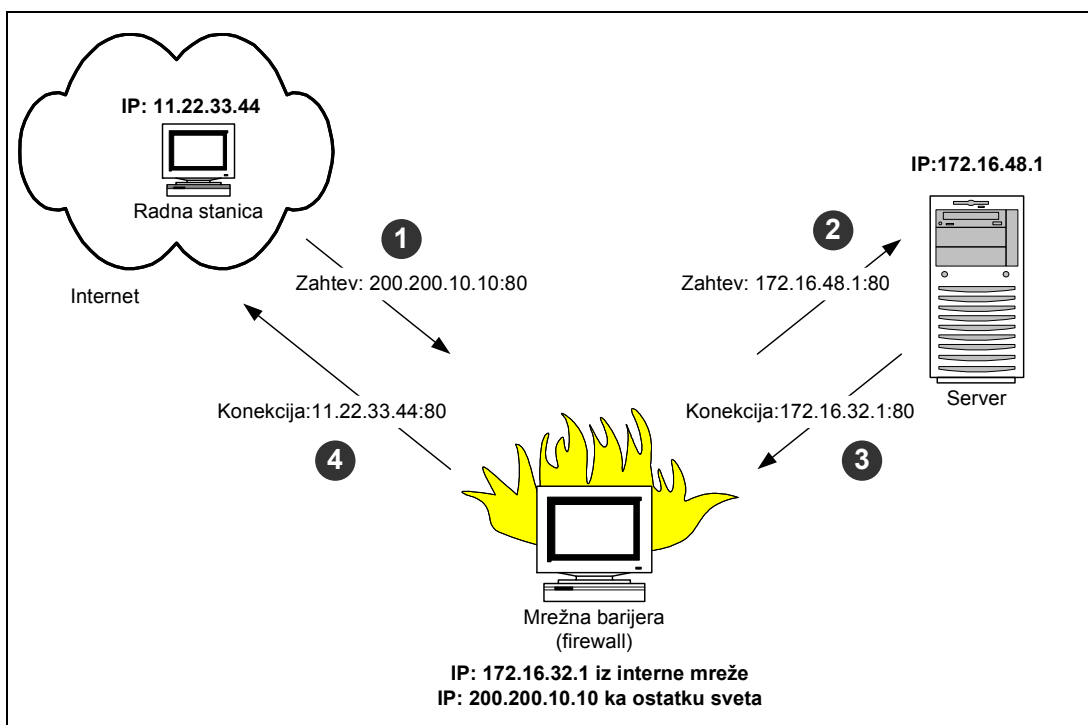 IP: 11.22.33.44
Radna stanica
Internet
IP:172.16.48.1
Server
1
Zahtev: 200.200.10.10:80
2
Zahtev: 172.16.48.1:80
Konekcija:11.22.33.44:80
4
Konekcija:172.16.32.1:80
3
Mrežna barijera
(firewall)
IP: 172.16.32.1 iz interne mreže
IP: 200.200.10.10 ka ostatku sveta